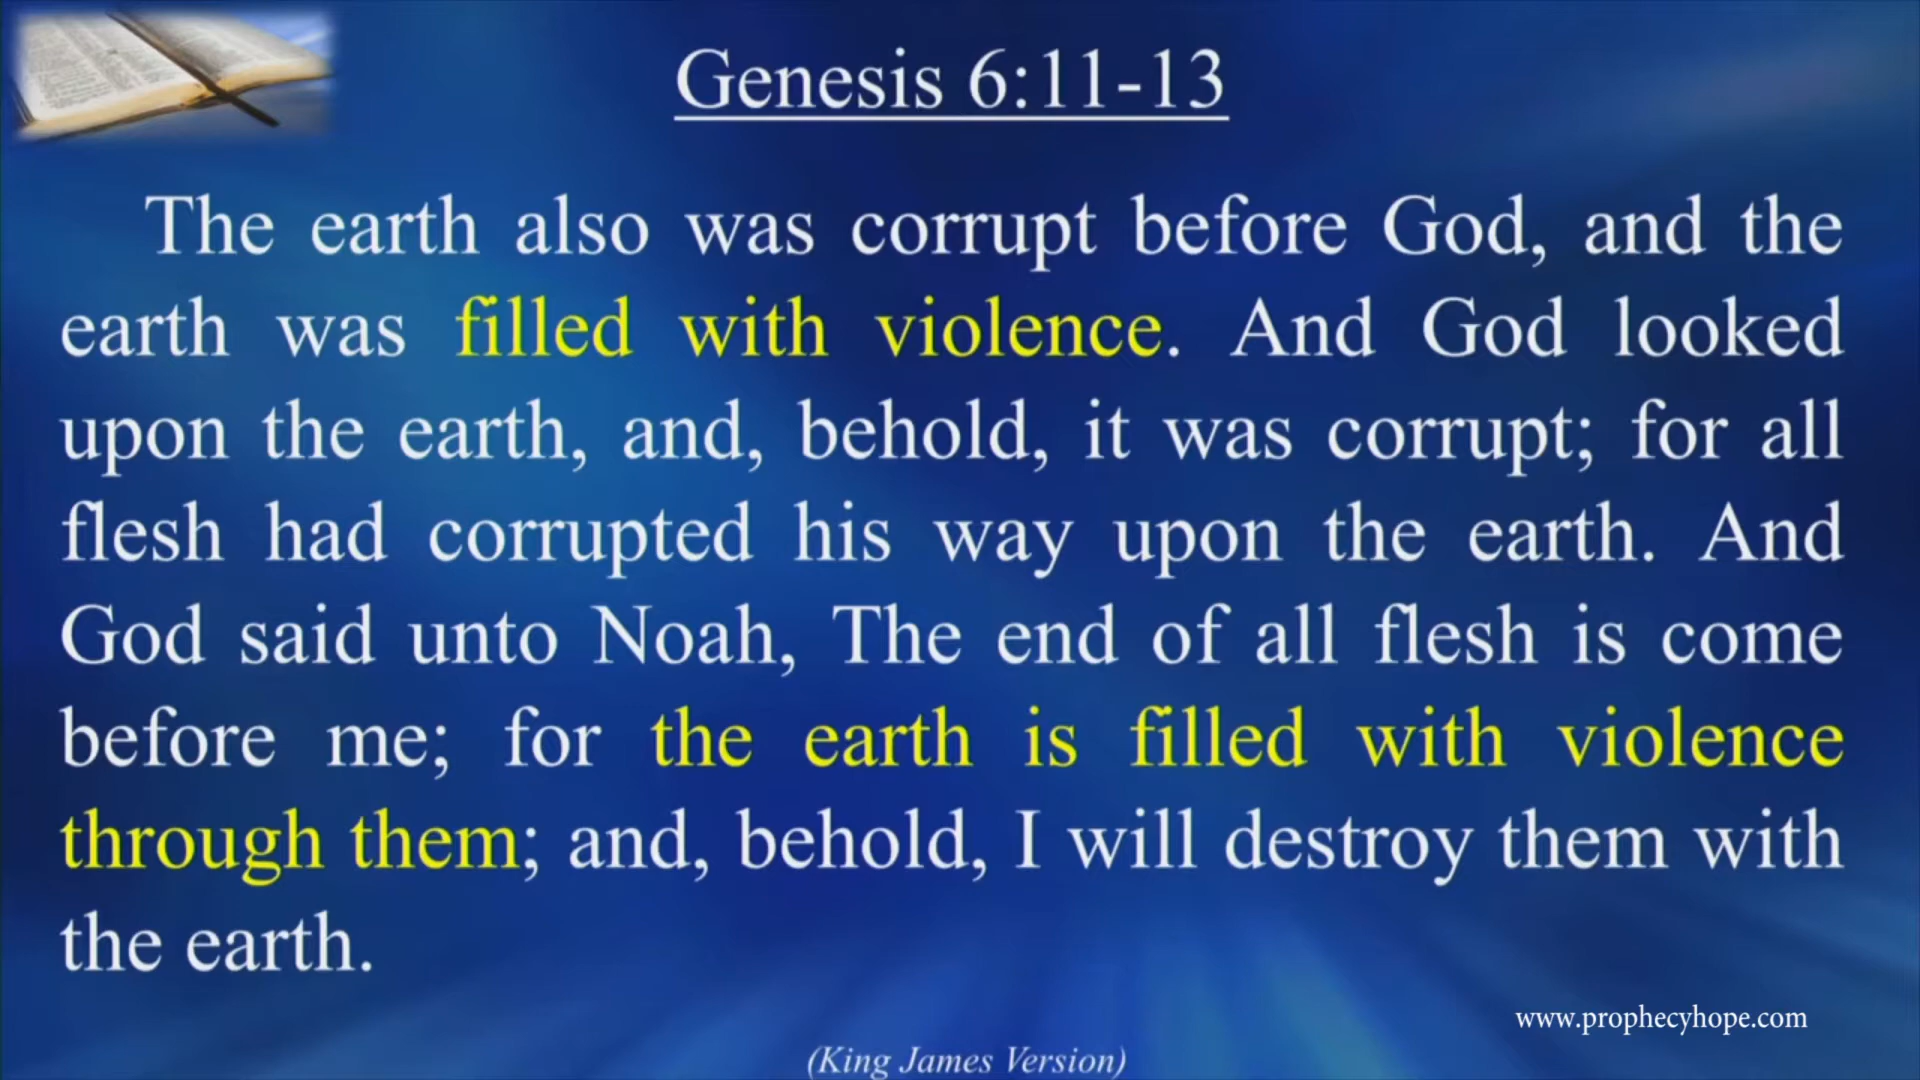 Genesis 6:11-13
The earth also was corrupt before God, and the
earth was filled with violence. And God looked
upon the earth, and, behold, it was corrupt; for all
flesh had corrupted his way upon the earth. And
God said unto Noah, The end of all flesh is come
before me; for the earth is filled with violence
through them; and, behold, I will destroy them with
the earth.
www.prophecyhope.com
(King James Version)